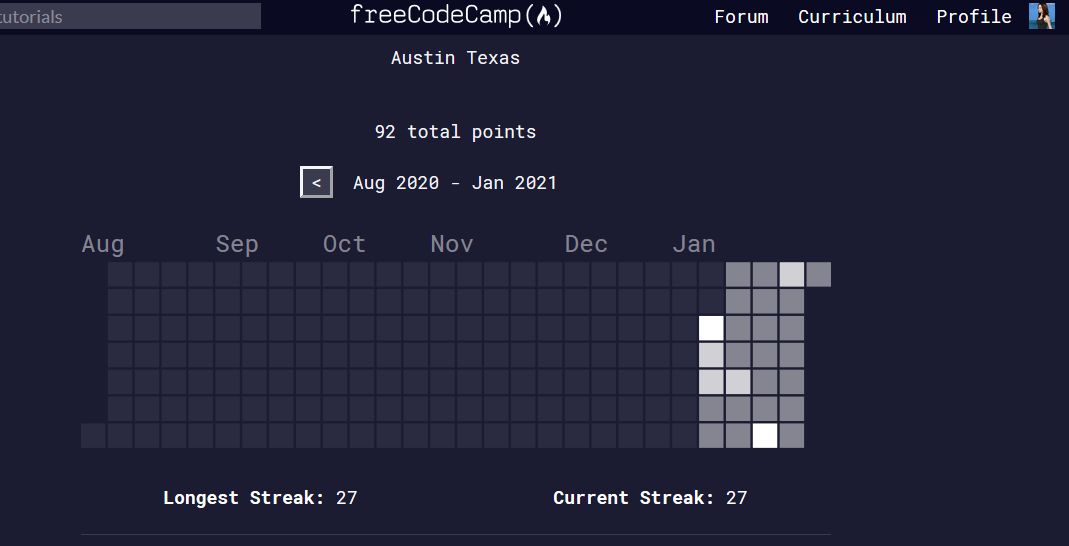 tutorials
freeCodeCamp
Forum Curriculum Profile
Austin Texas
92 total points
< Aug 2020 - Jan 2021
Aug Sep Oct Nov Dec Jan
Longest Streak: 27 Current Streak: 27